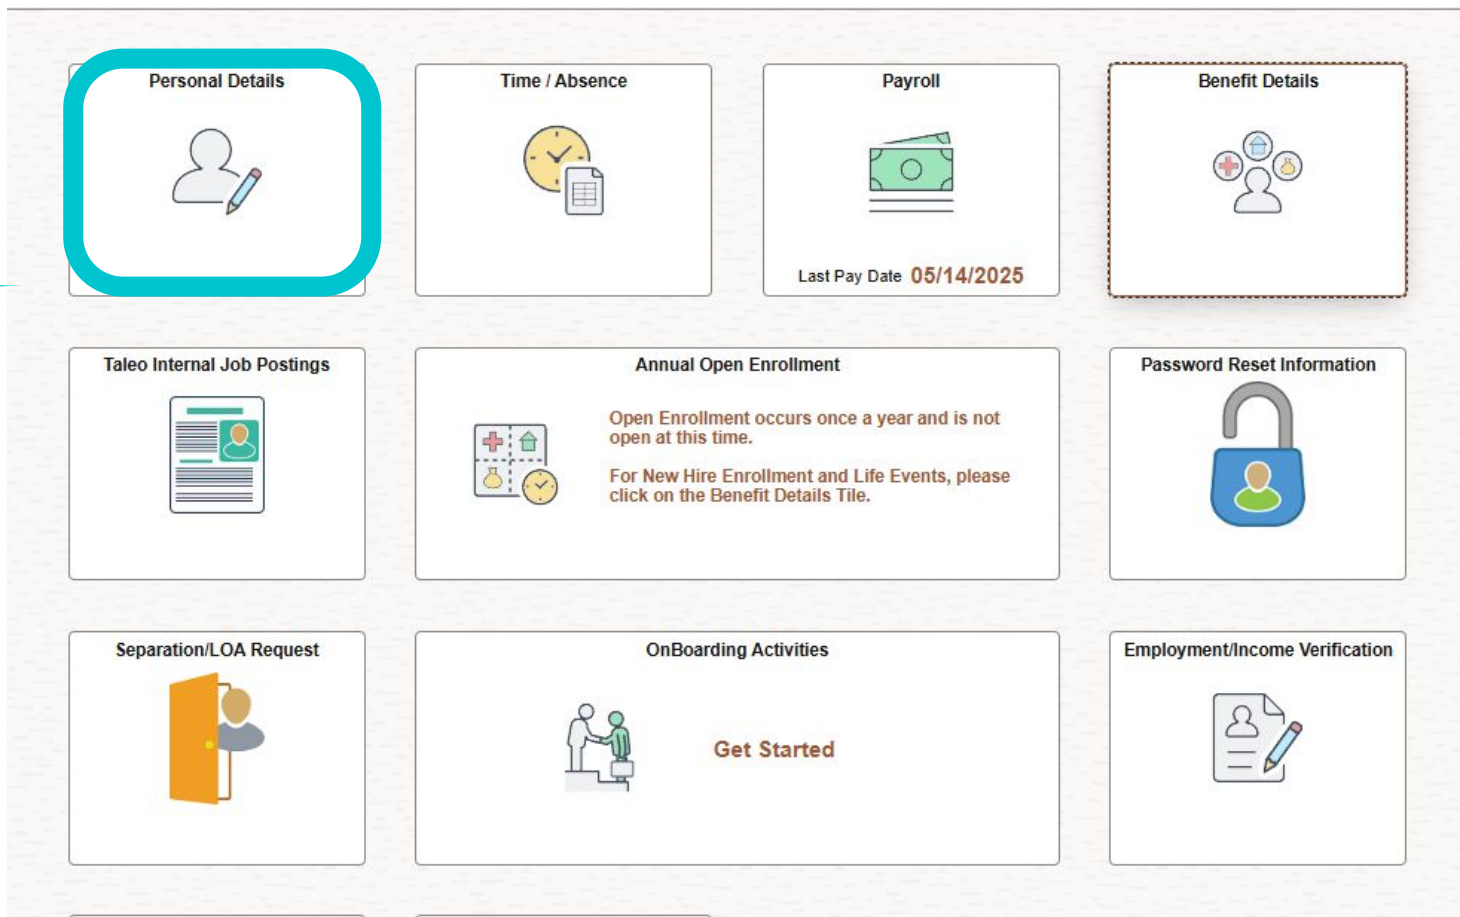 Personal Details
Time / Absence
Payroll
Benefit Details
Last Pay Date 05/14/2025
Taleo Internal Job Postings
Annual Open Enrollment
Password Reset Information
Open Enrollment occurs once a year and is not
open at this time.
For New Hire Enrollment and Life Events, please
click on the Benefit Details Tile.
Separation/LOA Request
OnBoarding Activities
Employment/Income Verification
Get Started